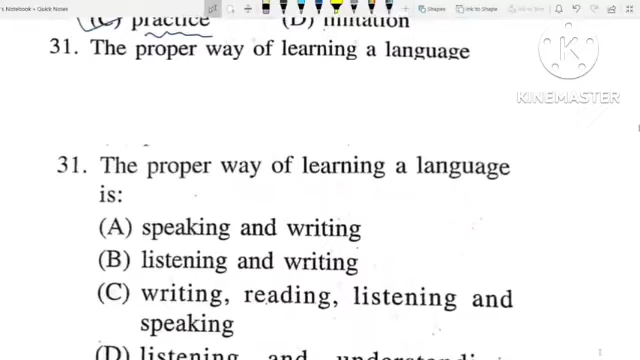 's Notebook » Quick Notes
Shapes
Ink to Shape
(C) practice (D) imitation
31. The proper way of learning a language
KINEMASTER
31. The proper way of learning a language
is:
(A) speaking and writing
(B) listening and writing
(C) writing, reading, listening and
speaking
(D) listening and